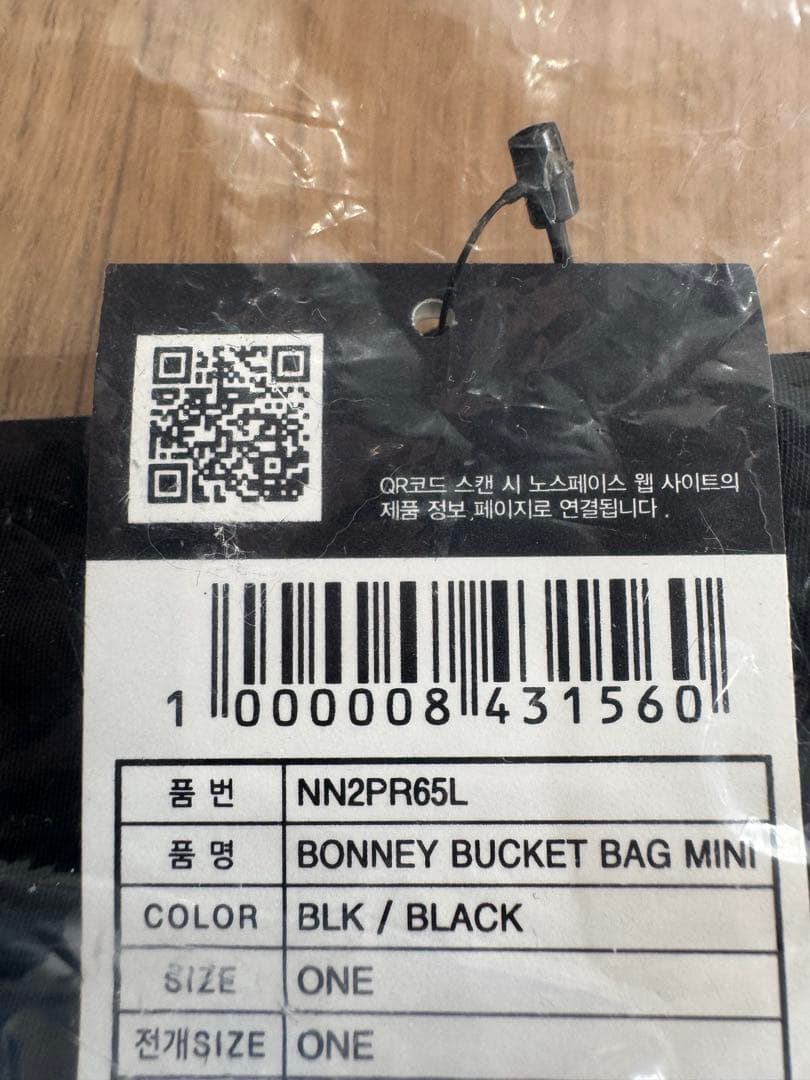 QR코드 스캔 시 노스페이스 웹 사이트의
제품 정보 페이지로 연결됩니다 .
1 000008 431560
품 번 NN2PR65L
품 명 BONNEY BUCKET BAG MINI
COLOR BLK / BLACK
SIZE ONE
전개SIZE ONE